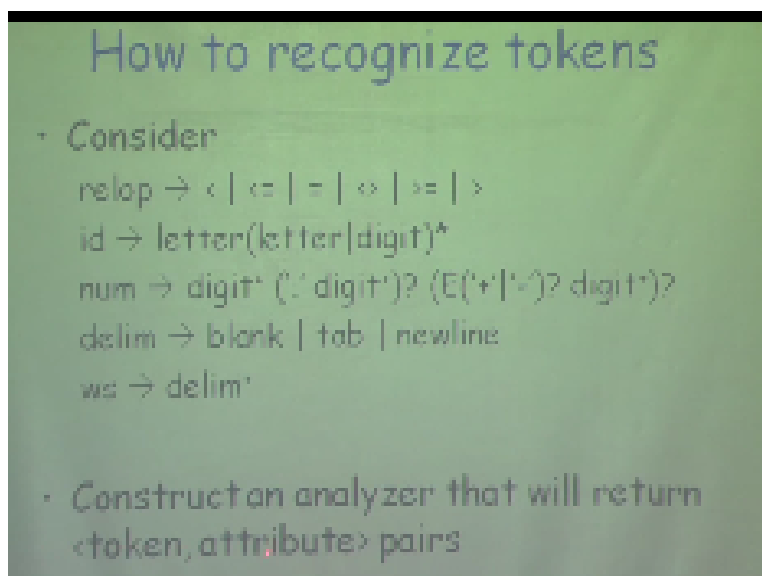 How to recognize tokens
• Consider
relop → < | <= | = | <> | >= | >
id → letter(letter|digit)*
num → digit⁺ ('.' digit⁺)? (E('+'|'-')? digit⁺)?
delim → blank | tab | newline
ws → delim⁺
• Construct an analyzer that will return
<token, attribute> pairs